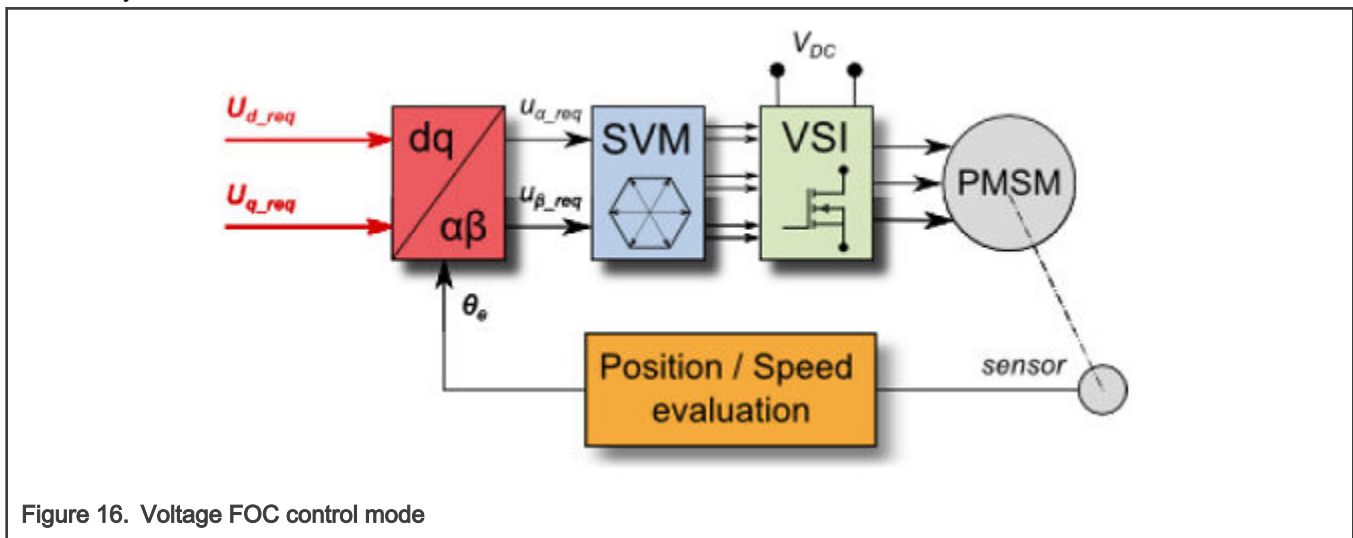 V_DC
U_d_req
dq
u_α_req
SVM
VSI
PMSM
U_q_req
αβ
u_β_req
θ_e
Position / Speed
evaluation
sensor
Figure 16. Voltage FOC control mode